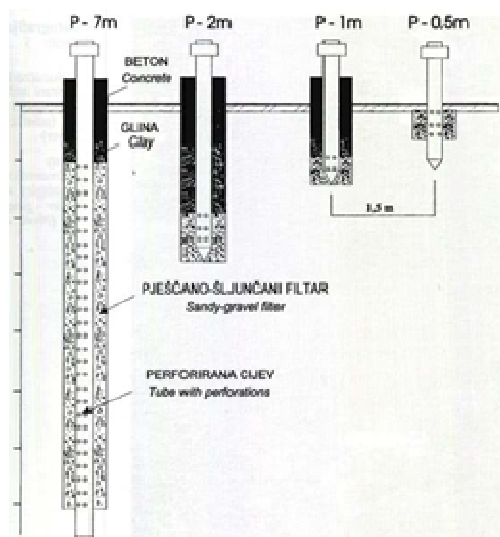 P - 7m P - 2m P - 1m P - 0,5m
BETON
Concrete
GLINA
Clay
1,5 m
PJEŠČANO-ŠLJUNČANI FILTAR
Sandy-gravel filter
PERFORIRANA CIJEV
Tube with perforations